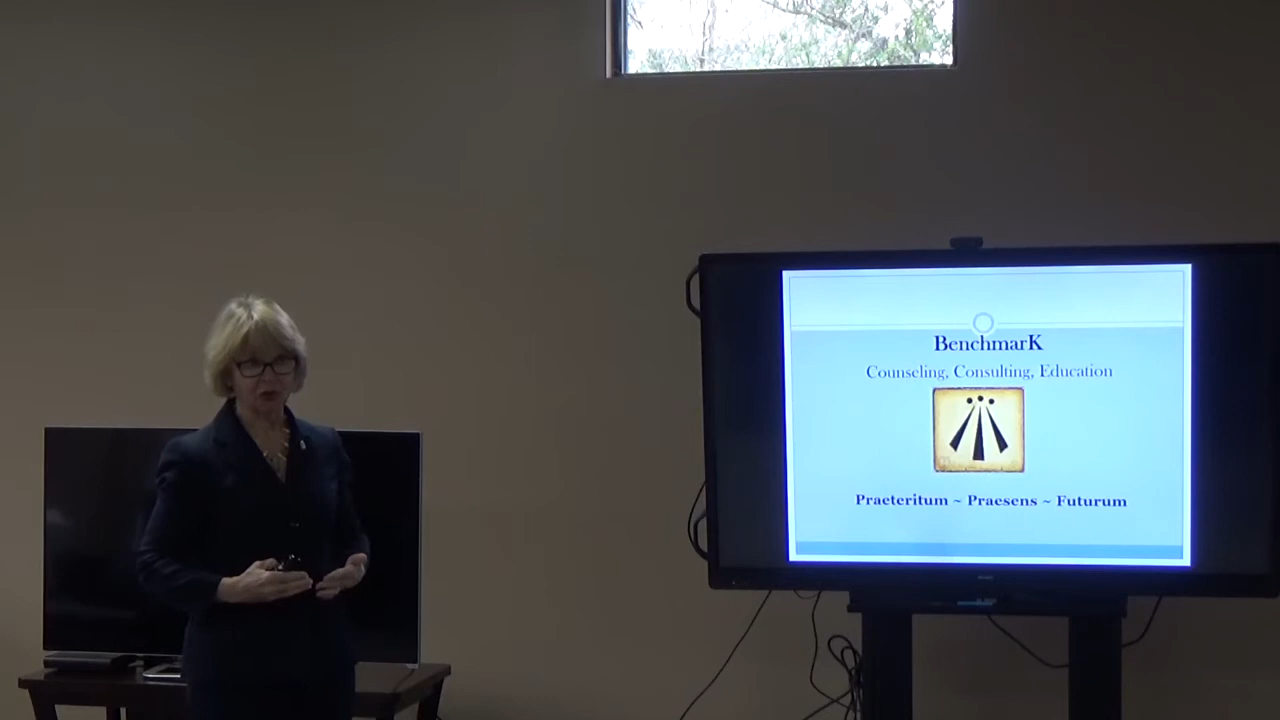 BenchmarK
Counseling, Consulting, Education
Praeteritum ~ Praesens ~ Futurum